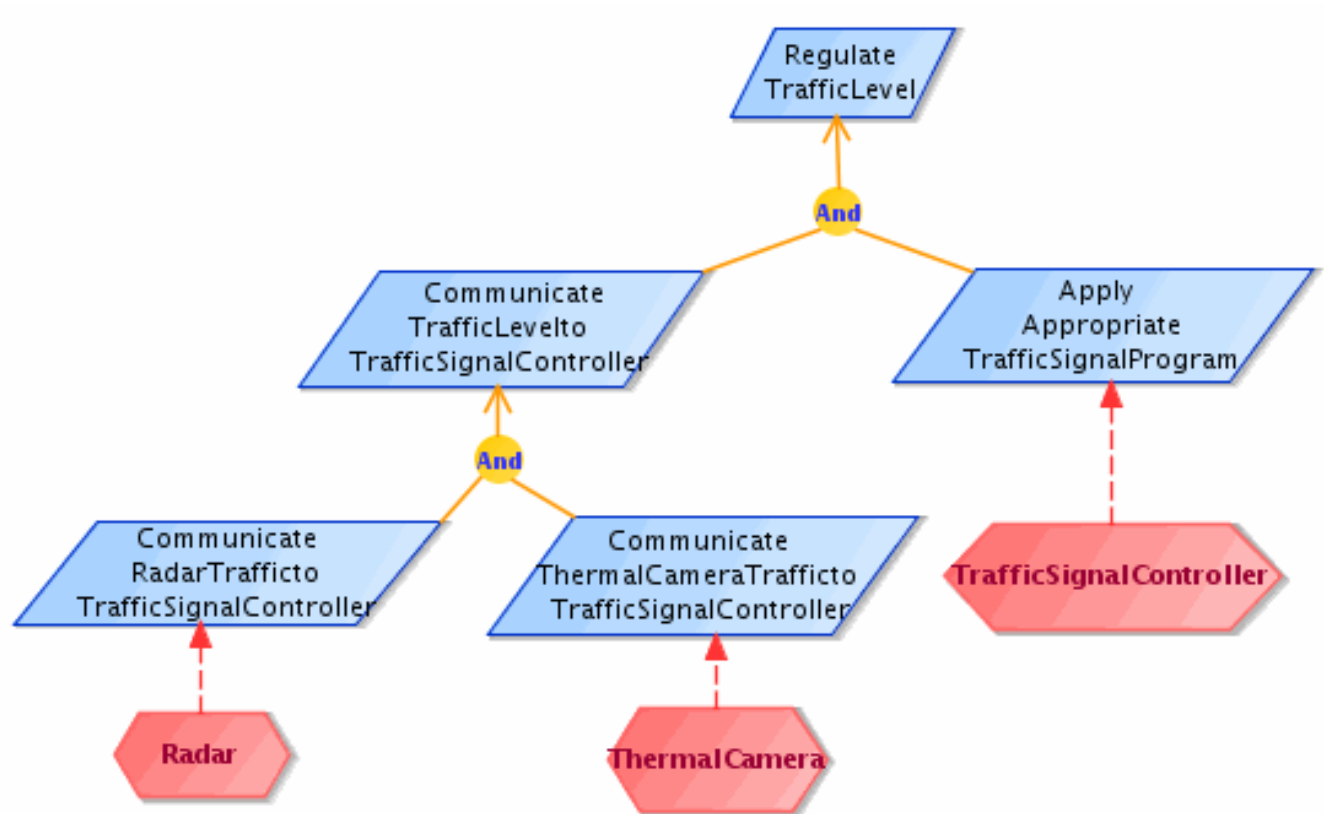 Regulate
TrafficLevel
And
Communicate
TrafficLevelto
TrafficSignalController
Apply
Appropriate
TrafficSignalProgram
And
Communicate
RadarTrafficto
TrafficSignalController
Communicate
ThermalCameraTrafficto
TrafficSignalController
TrafficSignalController
Radar
ThermalCamera